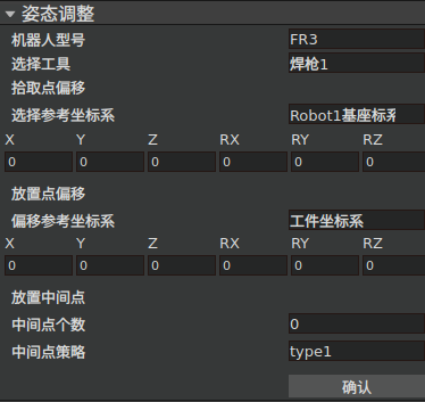 姿态调整
机器人型号 FR3
选择工具 焊枪1
拾取点偏移
选择参考坐标系 Robot1基座标系
X Y Z RX RY RZ
0 0 0 0 0 0
放置点偏移
偏移参考坐标系 工件坐标系
X Y Z RX RY RZ
0 0 0 0 0 0
放置中间点
中间点个数 0
中间点策略 type1
确认